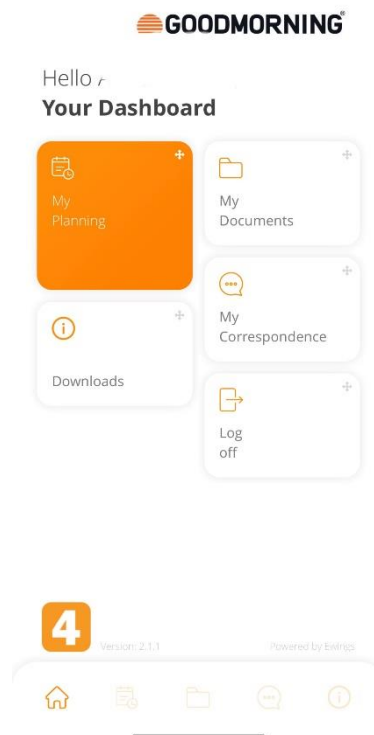 GOODMORNING®
Hello
Your Dashboard
My
Planning
My
Documents
My
Correspondence
Downloads
Log
off
4
Version: 2.1.1
Powered by Ewings